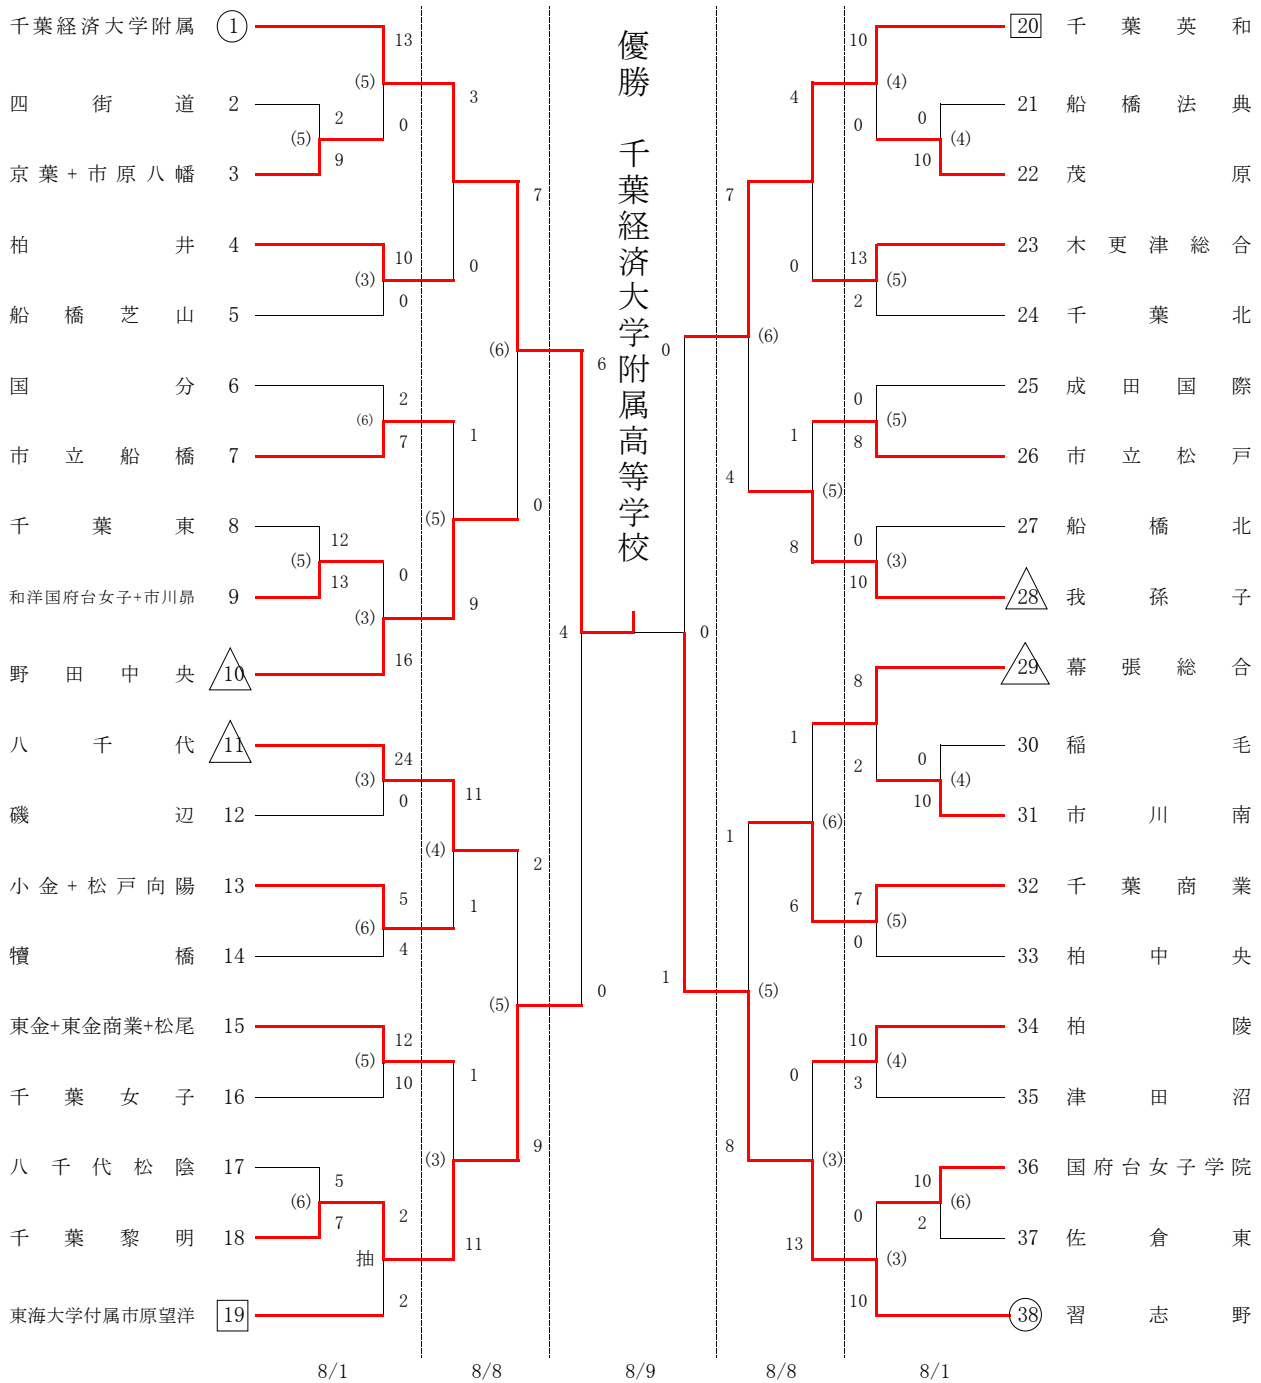 優勝 千葉経済大学附属高等学校
千葉経済大学附属 1
四街道 2
京葉+市原八幡 3
柏井 4
船橋芝山 5
国分 6
市立船橋 7
千葉東 8
和洋国府台女子+市川昴 9
野田中央 10
八千代 11
磯辺 12
小金+松戸向陽 13
犢橋 14
東金+東金商業+松尾 15
千葉女子 16
八千代松陰 17
千葉黎明 18
東海大学付属市原望洋 19
13
(5)
0
2
(5)
9
10
(3)
0
2
(6)
7
12
(5)
13
0
(3)
16
24
(3)
0
5
(6)
4
12
(5)
10
5
(6)
7
2
抽
2
3
0
1
(5)
9
11
(4)
1
1
(3)
11
7
(6)
0
2
(5)
9
6
4
0
0
0
1
7
(6)
4
1
(5)
8
4
0
1
(5)
8
1
(6)
6
0
(3)
13
10
(4)
0
0
(4)
10
13
(5)
2
0
(5)
8
0
(3)
10
8
2
0
(4)
10
7
(5)
0
10
(4)
3
10
(6)
2
0
(3)
10
20 千葉英和
21 船橋法典
22 茂原
23 木更津総合
24 千葉北
25 成田国際
26 市立松戸
27 船橋北
28 我孫子
29 幕張総合
30 稲毛
31 市川南
32 千葉商業
33 柏中央
34 柏陵
35 津田沼
36 国府台女子学院
37 佐倉東
38 習志野
8/1 8/8 8/9 8/8 8/1